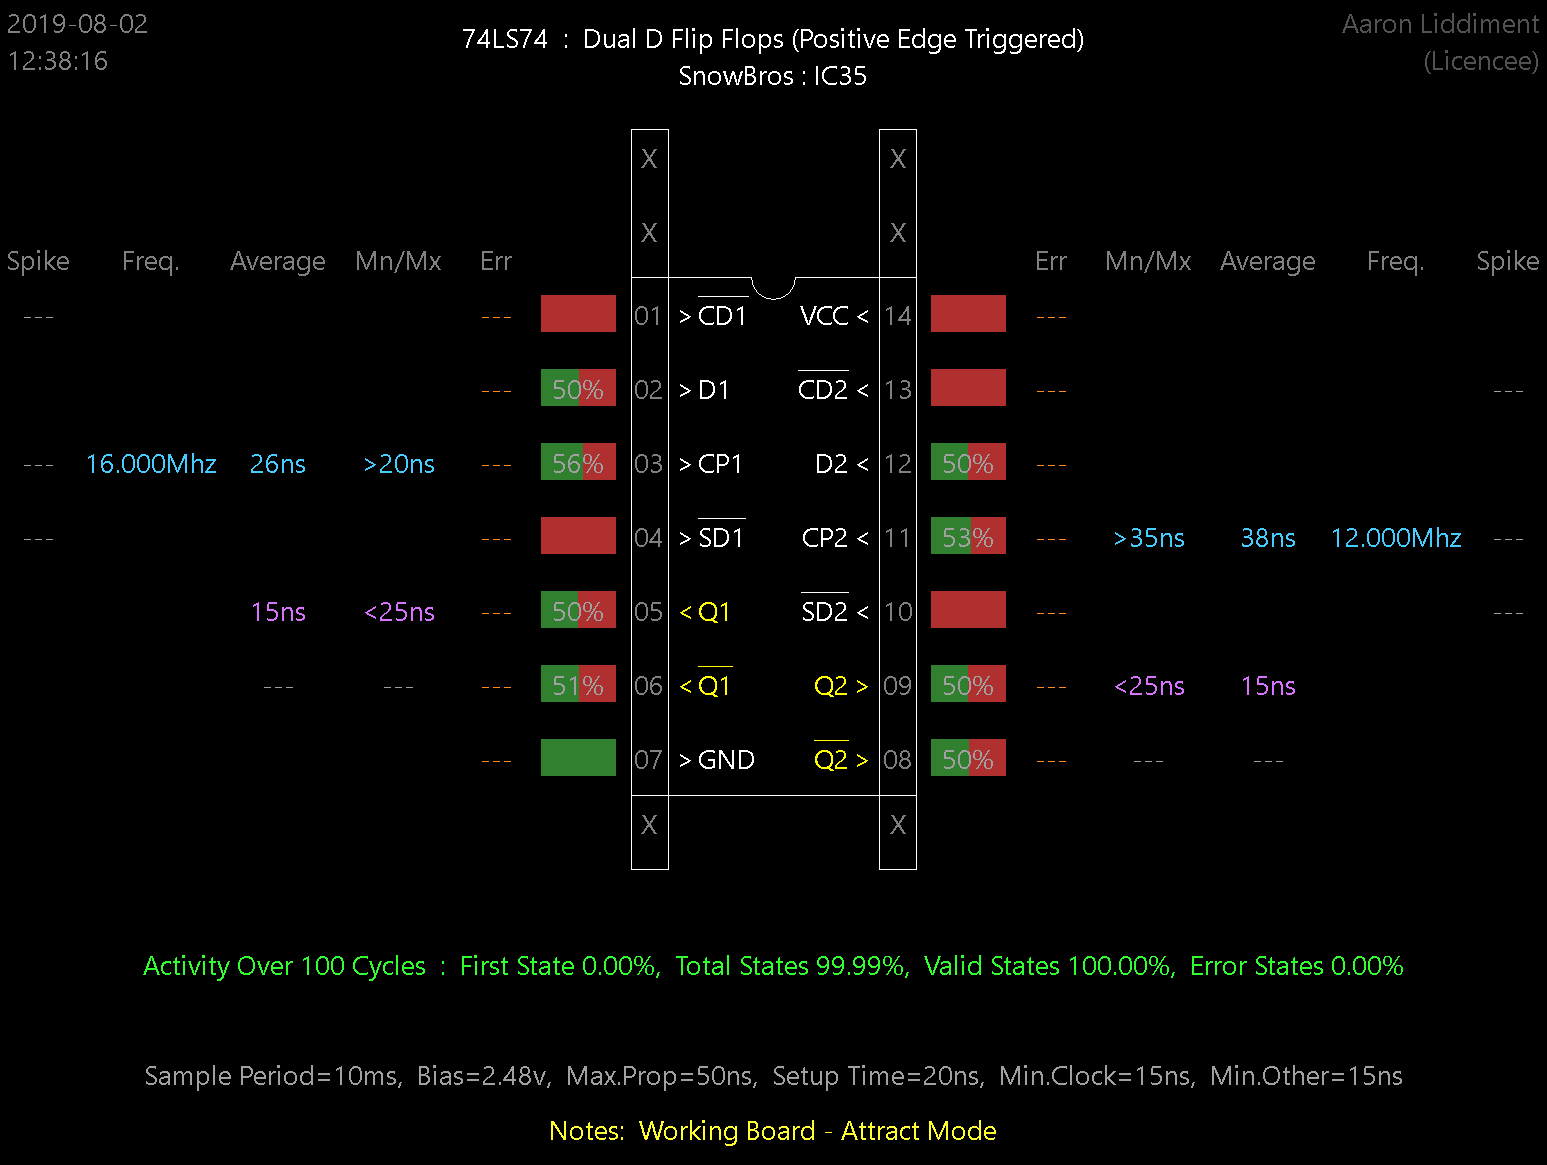 2019-08-02
12:38:16
74LS74 : Dual D Flip Flops (Positive Edge Triggered)
SnowBros : IC35
Aaron Liddiment
(Licencee)
X X
X X
Spike Freq. Average Mn/Mx Err Err Mn/Mx Average Freq. Spike
--- --- 01 > CD1 VCC < 14 ---
--- 50% 02 > D1 CD2 < 13 --- ---
--- 16.000Mhz 26ns >20ns --- 56% 03 > CP1 D2 < 12 50% ---
--- --- 04 > SD1 CP2 < 11 53% --- >35ns 38ns 12.000Mhz ---
15ns <25ns --- 50% 05 < Q1 SD2 < 10 --- ---
--- --- --- 51% 06 < Q1 Q2 > 09 50% --- <25ns 15ns
--- 07 > GND Q2 > 08 50% --- --- ---
X X
Activity Over 100 Cycles : First State 0.00%, Total States 99.99%, Valid States 100.00%, Error States 0.00%
Sample Period=10ms, Bias=2.48v, Max.Prop=50ns, Setup Time=20ns, Min.Clock=15ns, Min.Other=15ns
Notes: Working Board - Attract Mode